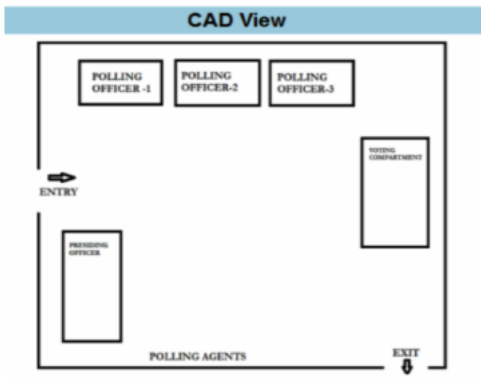 CAD View
POLLING
OFFICER -1
POLLING
OFFICER-2
POLLING
OFFICER-3
VOTING
COMPARTMENT
ENTRY
PRESIDING
OFFICER
POLLING AGENTS
EXIT